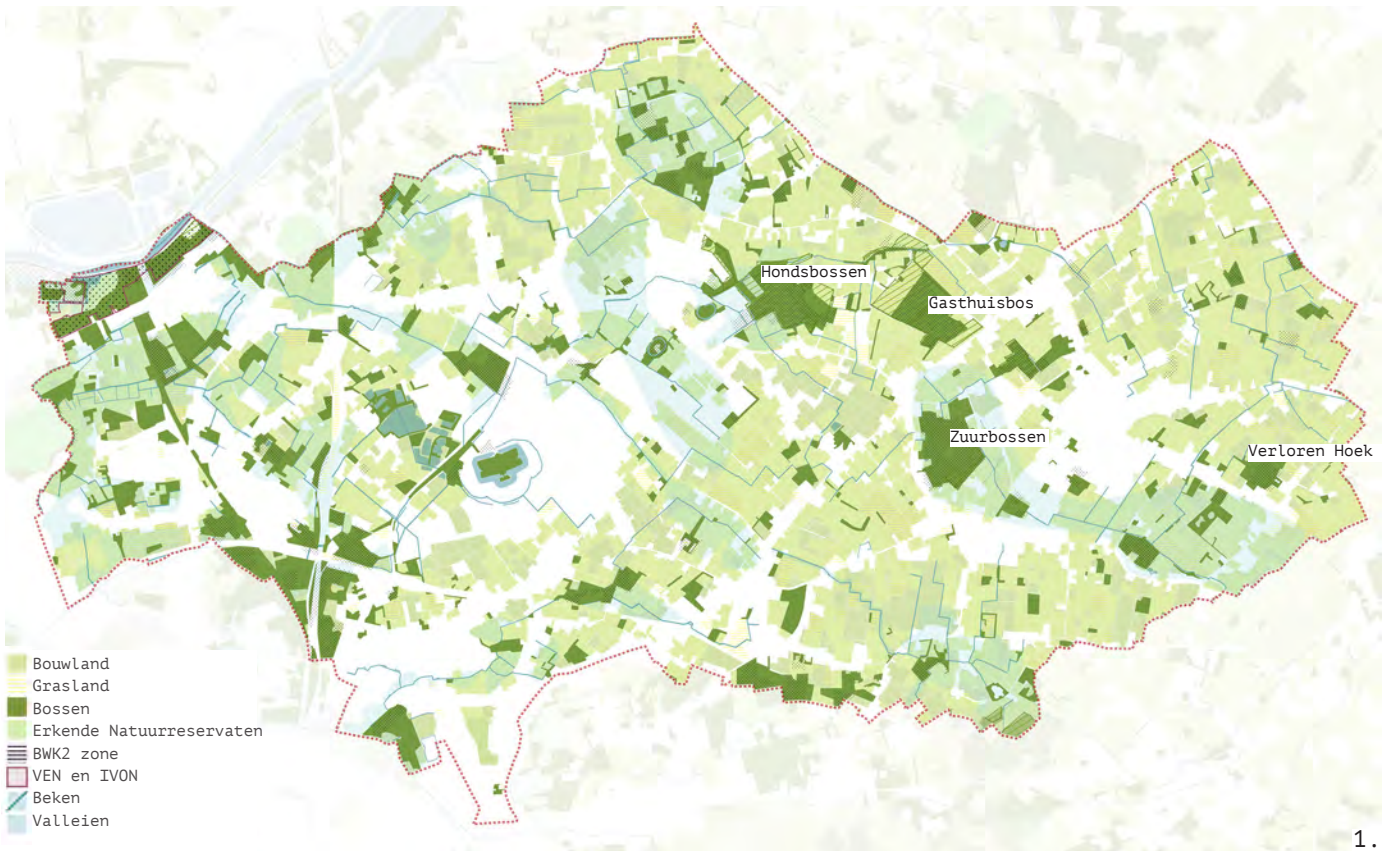 Hondsbossen
Gasthuisbos
Zuurbossen
Verloren Hoek
Bouwland
Grasland
Bossen
Erkende Natuurreservaten
BWK2 zone
VEN en IVON
Beken
Valleien
1.